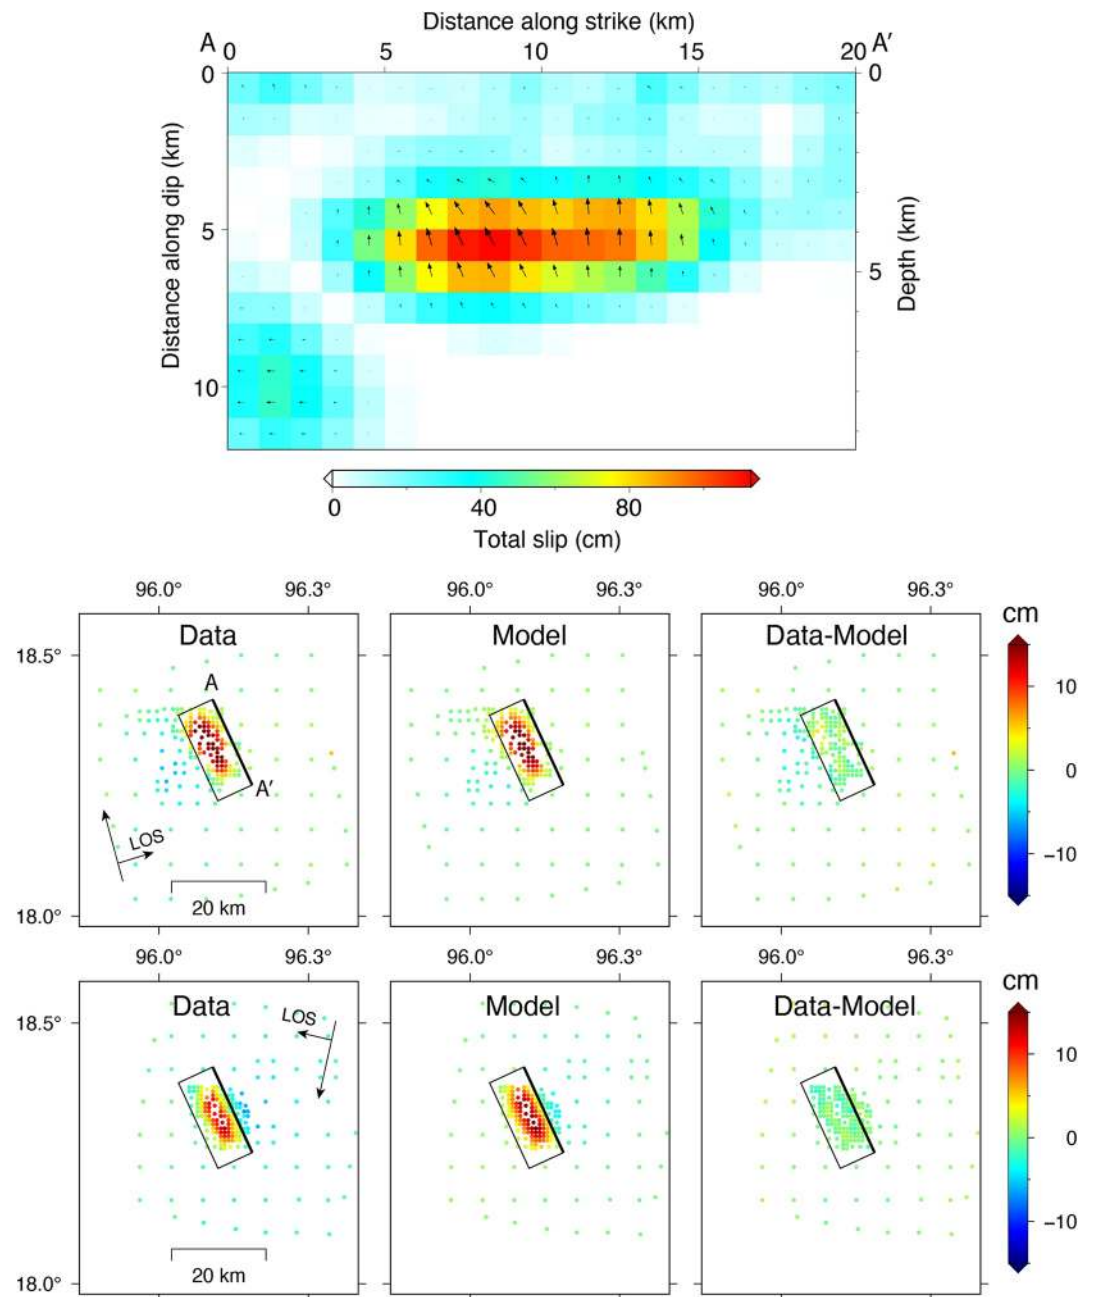 Distance along strike (km)
A 0 5 10 15 20 A′
0 0
Distance along dip (km)
5
5
Depth (km)
10
0 40 80
Total slip (cm)
96.0° 96.3° 96.0° 96.3° 96.0° 96.3°
cm
Data Model Data-Model
18.5°
A
10
0
A′
LOS
−10
20 km
18.0°
96.0° 96.3° 96.0° 96.3° 96.0° 96.3°
cm
Data Model Data-Model
LOS
18.5°
10
0
−10
20 km
18.0°